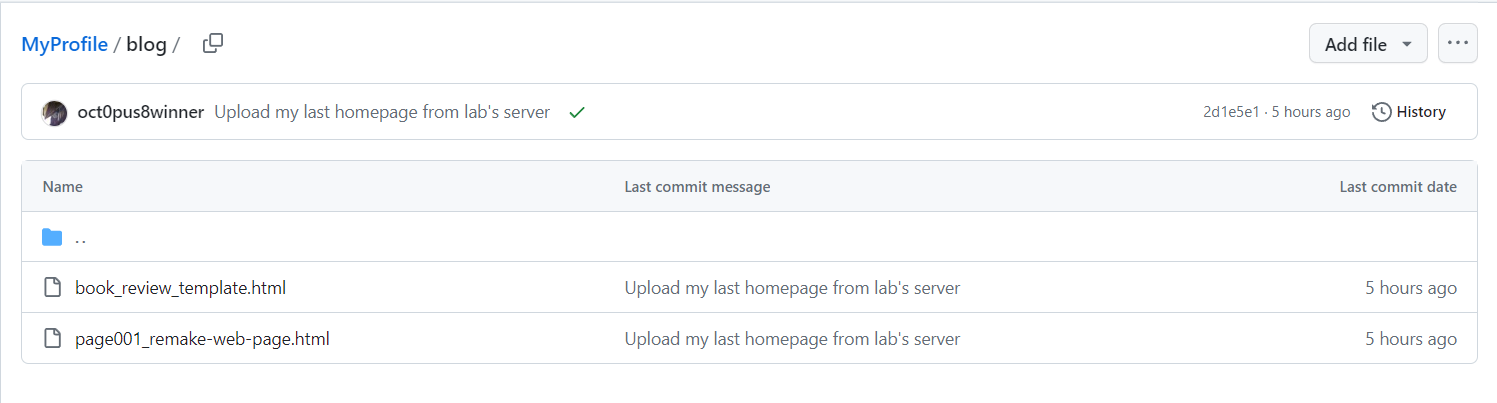 MyProfile / blog /
Add file
oct0pus8winner Upload my last homepage from lab's server
2d1e5e1 · 5 hours ago
History
Name Last commit message Last commit date
..
book_review_template.html Upload my last homepage from lab's server 5 hours ago
page001_remake-web-page.html Upload my last homepage from lab's server 5 hours ago